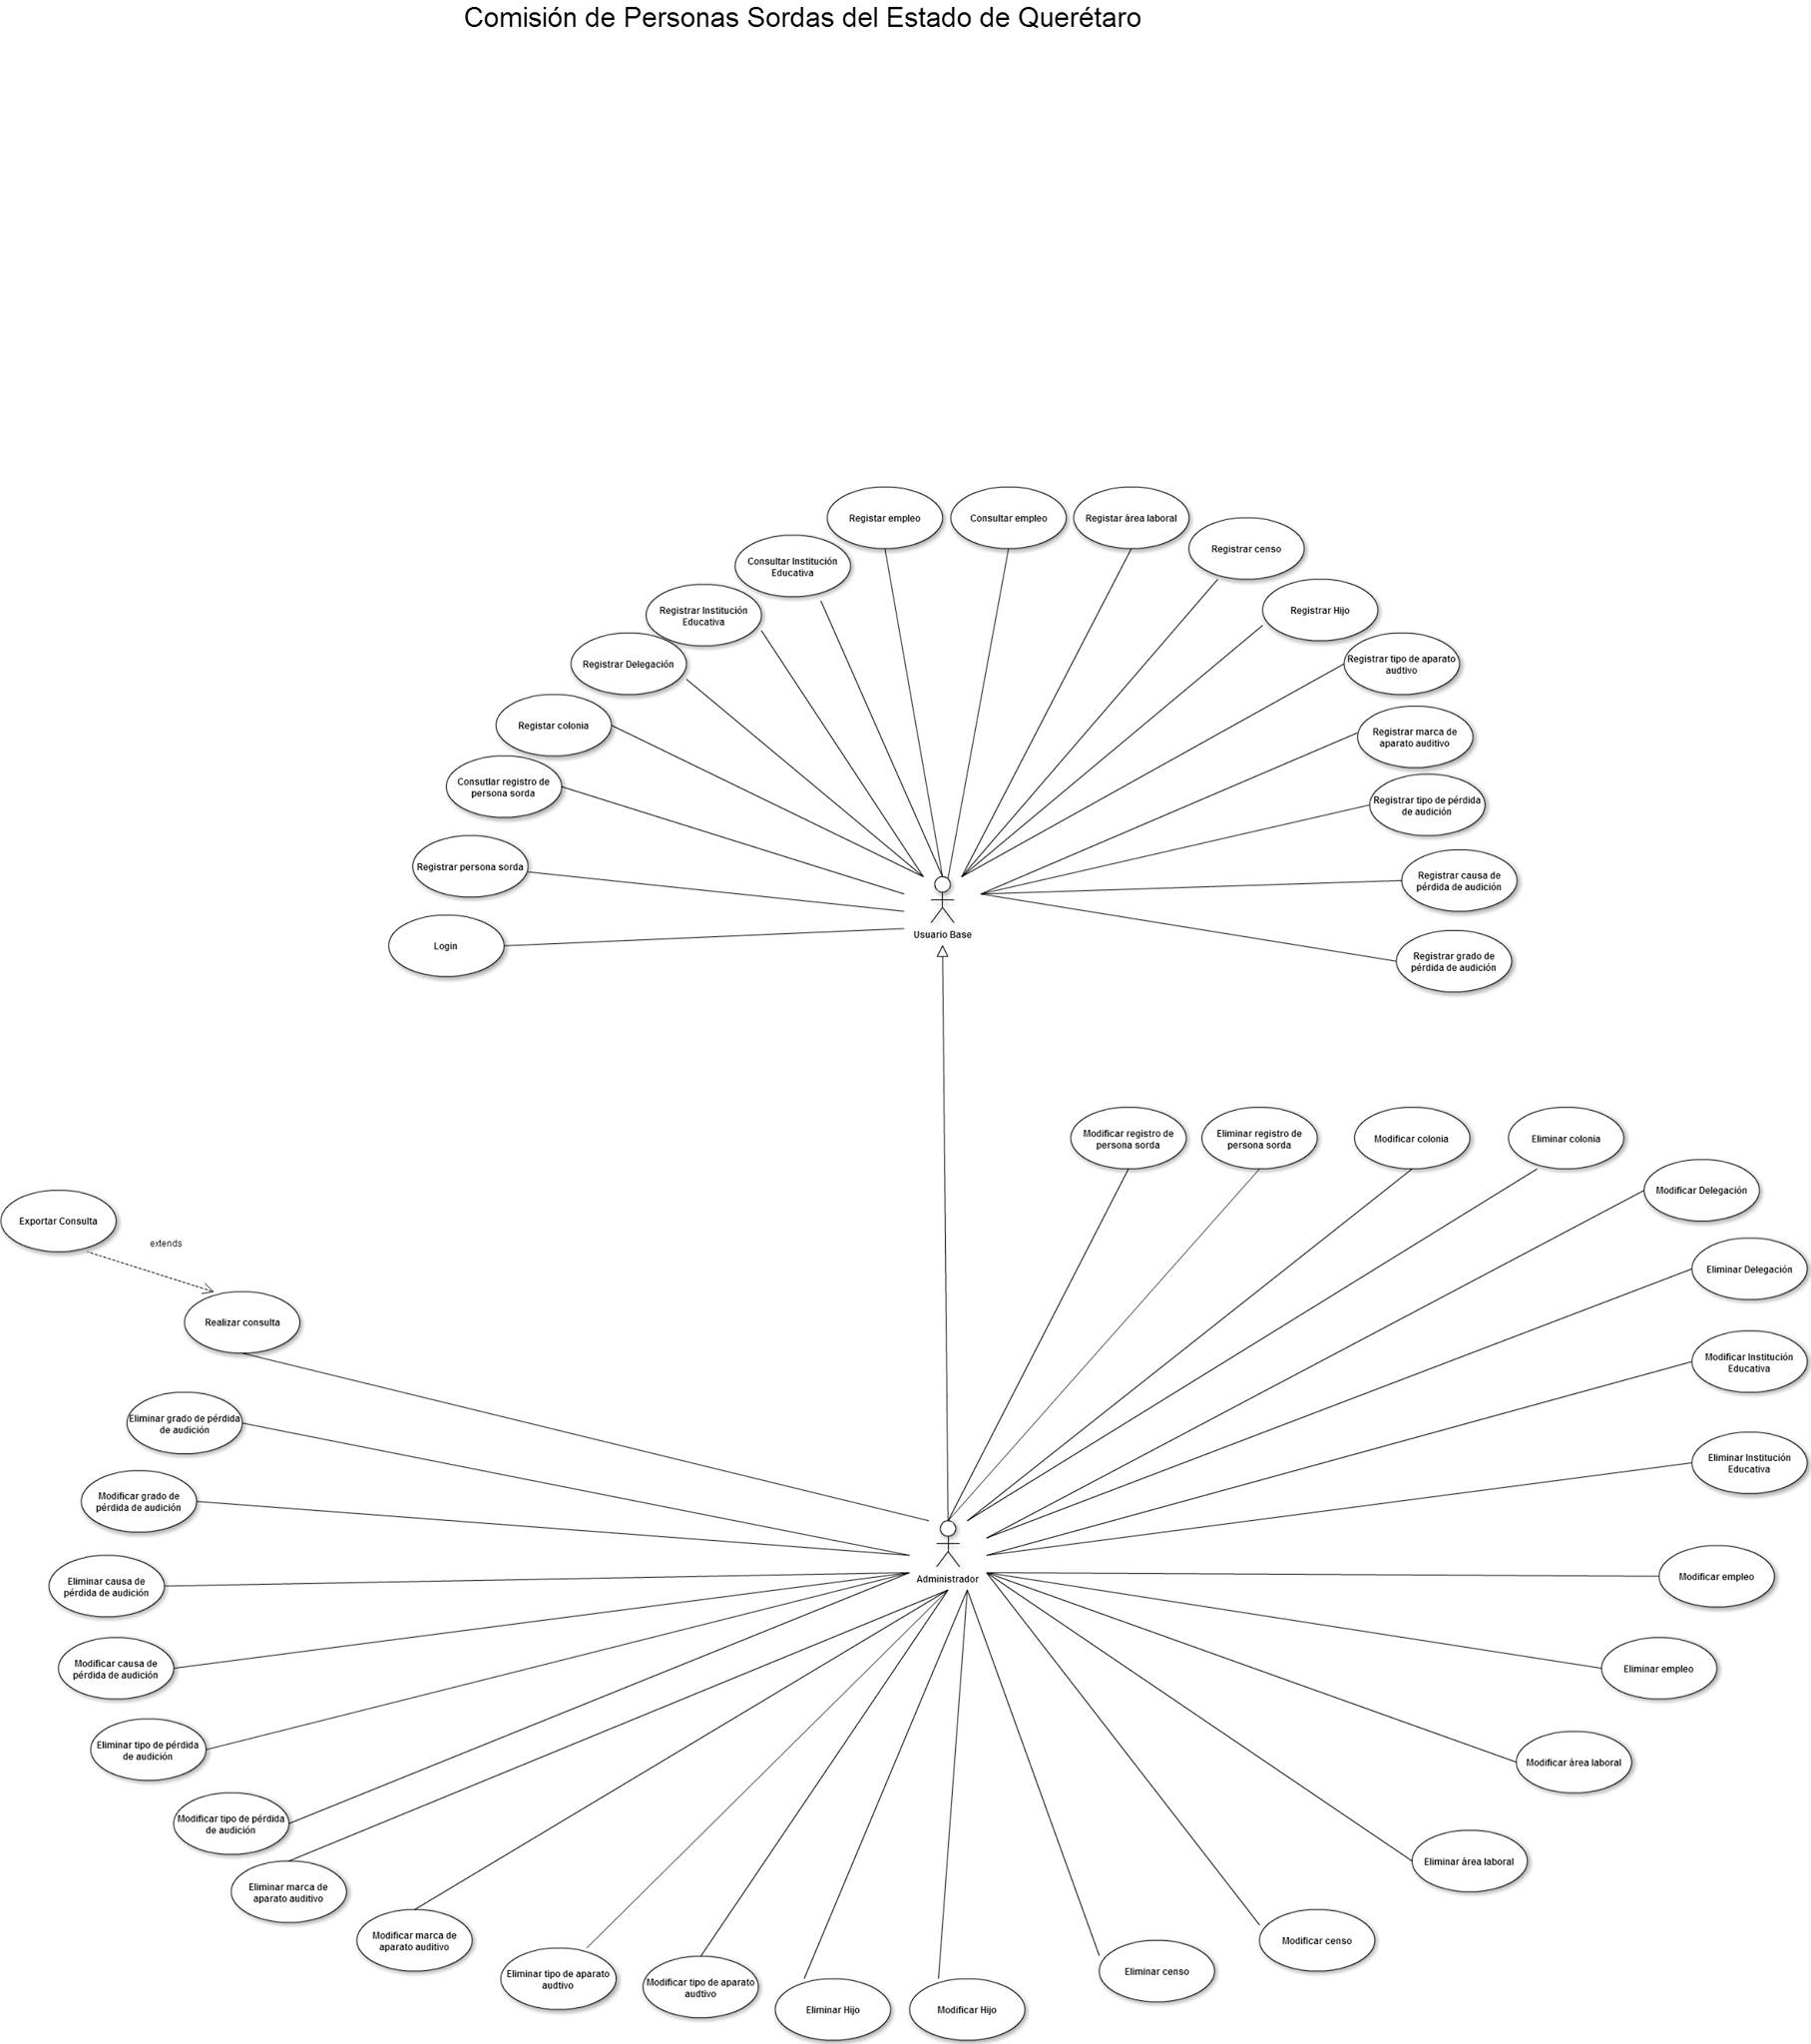 Comisión de Personas Sordas del Estado de Querétaro
Registar empleo
Consultar empleo
Registar área laboral
Registrar censo
Consultar Institución
Educativa
Registrar Institución
Educativa
Registrar Hijo
Registrar Delegación
Registrar tipo de aparato
audtivo
Registar colonia
Registrar marca de
aparato auditivo
Consutlar registro de
persona sorda
Registrar tipo de pérdida
de audición
Registrar persona sorda
Registrar causa de
pérdida de audición
Usuario Base
Login
Registrar grado de
pérdida de audición
Modificar registro de
persona sorda
Eliminar registro de
persona sorda
Modificar colonia
Eliminar colonia
Modificar Delegación
Exportar Consulta
extends
Eliminar Delegación
Realizar consulta
Modificar Institución
Educativa
Eliminar grado de pérdida
de audición
Eliminar Institución
Educativa
Modificar grado de
pérdida de audición
Administrador
Modificar empleo
Eliminar causa de
pérdida de audición
Modificar causa de
pérdida de audición
Eliminar empleo
Eliminar tipo de pérdida
de audición
Modificar área laboral
Modificar tipo de pérdida
de audición
Eliminar área laboral
Eliminar marca de
aparato auditivo
Modificar marca de
aparato auditivo
Modificar censo
Eliminar tipo de aparato
audtivo
Modificar tipo de aparato
audtivo
Eliminar censo
Eliminar Hijo
Modificar Hijo